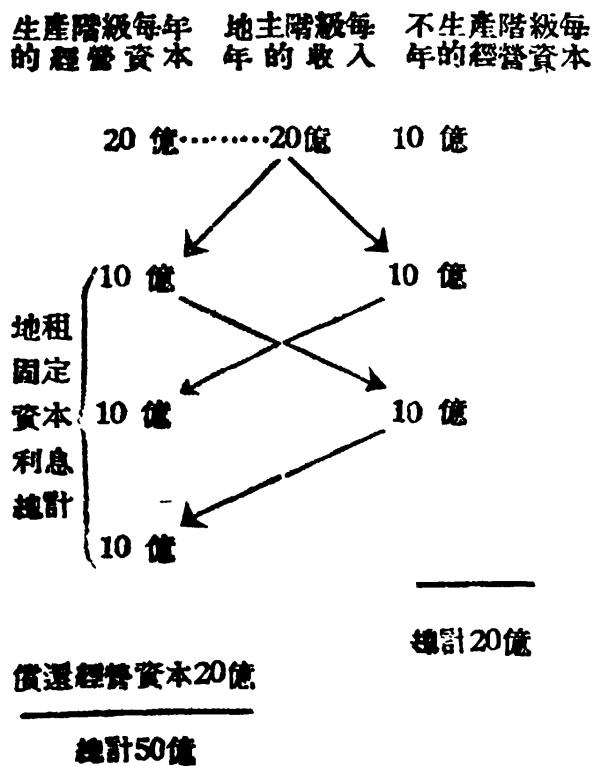 生產階級每年 地主階級每 不生產階級每
的經營資本 年的收入 年的經營資本
20 億………20億 10 億
10 億 10 億
地租
固定
資本 10 億 10 億
利息
總計
10 億
總計20億
償還經營資本20億
總計50億